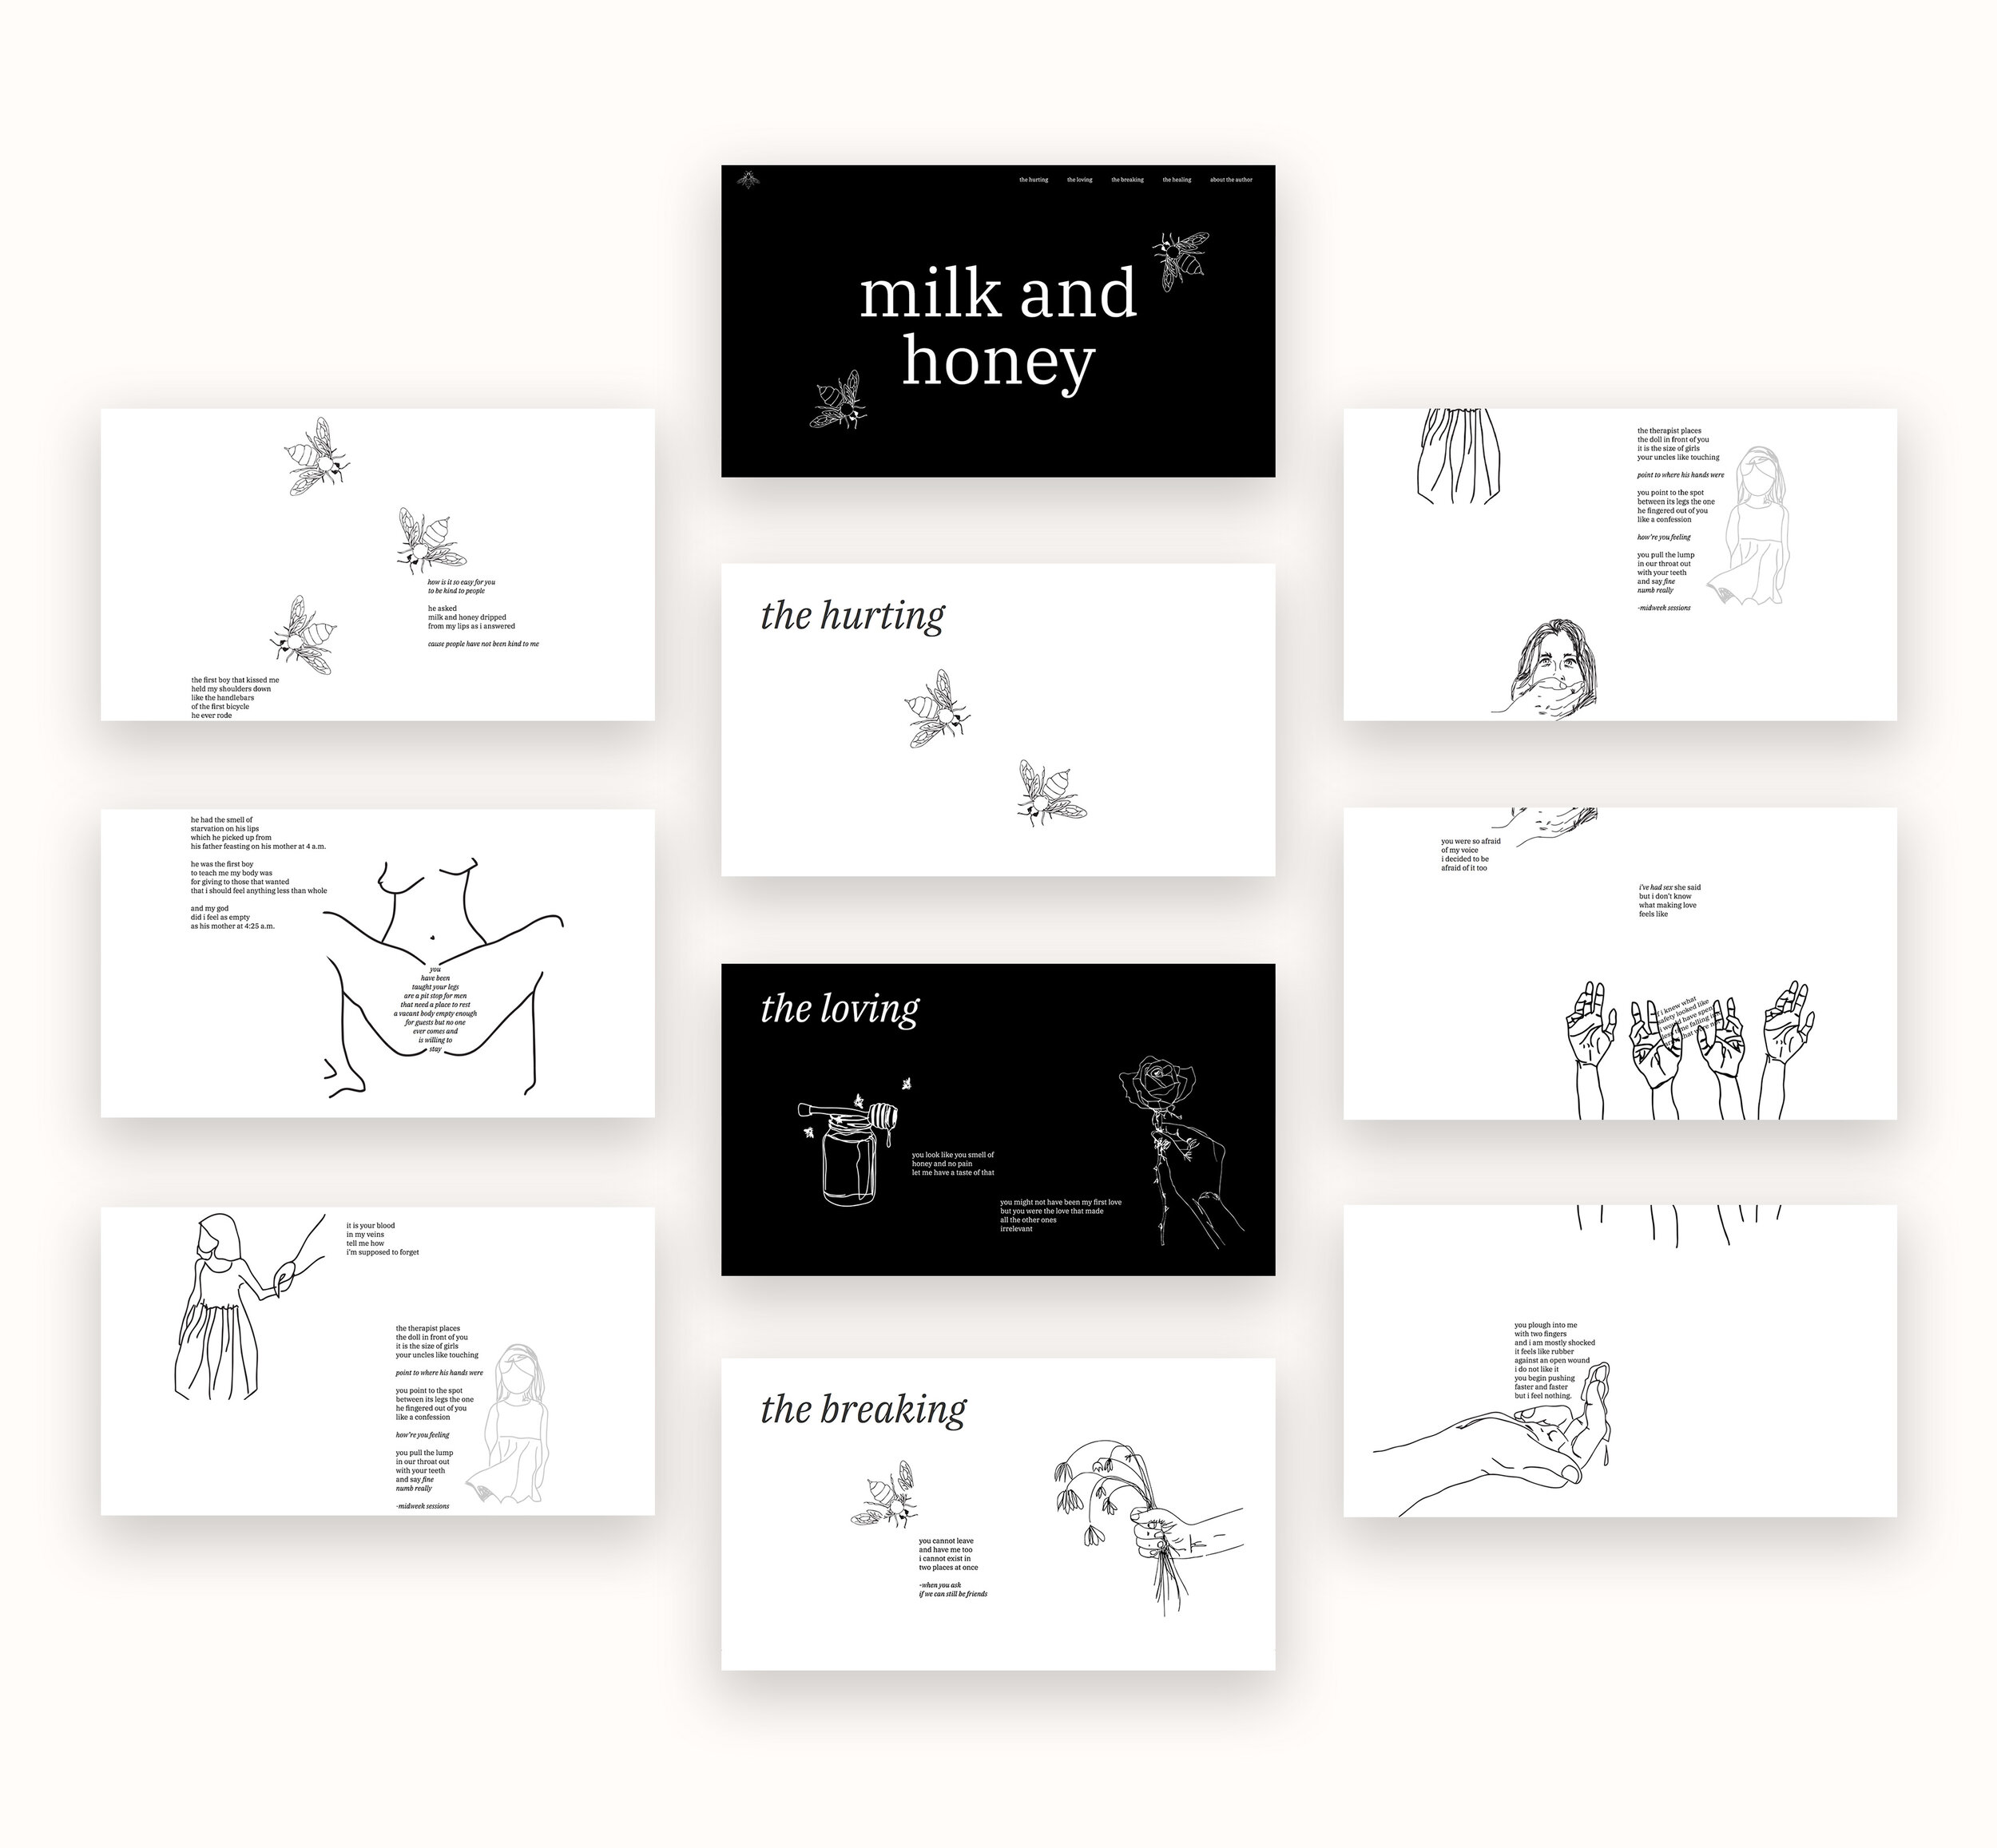 the hurting
the loving
the breaking
the healing
about the author
milk and
honey
how is it so easy for you
to be kind to people
he asked
milk and honey dripped
from my lips as i answered
cause people have not been kind to me
the first boy that kissed me
held my shoulders down
like the handlebars
of the first bicycle
he ever rode
he had the smell of
starvation on his lips
which he picked up from
his father feasting on his mother at 4 a.m.
he was the first boy
to teach me my body was
for giving to those that wanted
that i should feel anything less than whole
and my god
did i feel as empty
as his mother at 4:25 a.m.
you
have been
taught your legs
are a pit stop for men
that need a place to rest
a vacant body empty enough
for guests but no one
ever comes and
is willing to
stay
it is your blood
in my veins
tell me how
i'm supposed to forget
the therapist places
the doll in front of you
it is the size of girls
your uncles like touching
point to where his hands were
you point to the spot
between its legs the one
he fingered out of you
like a confession
how're you feeling
you pull the lump
in our throat out
with your teeth
and say fine
numb really
-midweek sessions
the hurting
the loving
you look like you smell of
honey and no pain
let me have a taste of that
you might not have been my first love
but you were the love that made
all the other ones
irrelevant
the breaking
you cannot leave
and have me too
i cannot exist in
two places at once
-when you ask
if we can still be friends
the therapist places
the doll in front of you
it is the size of girls
your uncles like touching
point to where his hands were
you point to the spot
between its legs the one
he fingered out of you
like a confession
how're you feeling
you pull the lump
in our throat out
with your teeth
and say fine
numb really
-midweek sessions
you were so afraid
of my voice
i decided to be
afraid of it too
i've had sex she said
but i don't know
what making love
feels like
i knew what
safety looked like
i would have spent
less time falling
that were
you plough into me
with two fingers
and i am mostly shocked
it feels like rubber
against an open wound
i do not like it
you begin pushing
faster and faster
but i feel nothing.